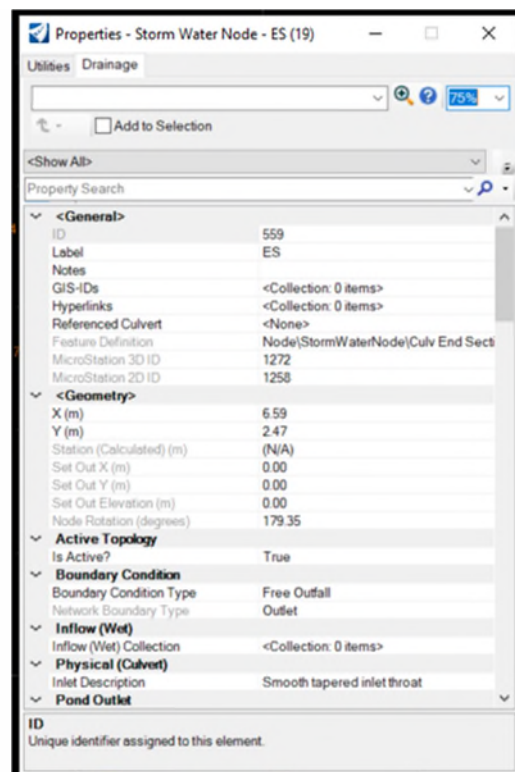 Properties - Storm Water Node - ES (19)
Utilities Drainage
75%
Add to Selection
<Show All>
Property Search
<General>
ID 559
Label ES
Notes
GIS-IDs <Collection: 0 items>
Hyperlinks <Collection: 0 items>
Referenced Culvert <None>
Feature Definition Node\StormWaterNode\Culv End Secti
MicroStation 3D ID 1272
MicroStation 2D ID 1258
<Geometry>
X (m) 6.59
Y (m) 2.47
Station (Calculated) (m) (N/A)
Set Out X (m) 0.00
Set Out Y (m) 0.00
Set Out Elevation (m) 0.00
Node Rotation (degrees) 179.35
Active Topology
Is Active? True
Boundary Condition
Boundary Condition Type Free Outfall
Network Boundary Type Outlet
Inflow (Wet)
Inflow (Wet) Collection <Collection: 0 items>
Physical (Culvert)
Inlet Description Smooth tapered inlet throat
Pond Outlet
ID
Unique identifier assigned to this element.